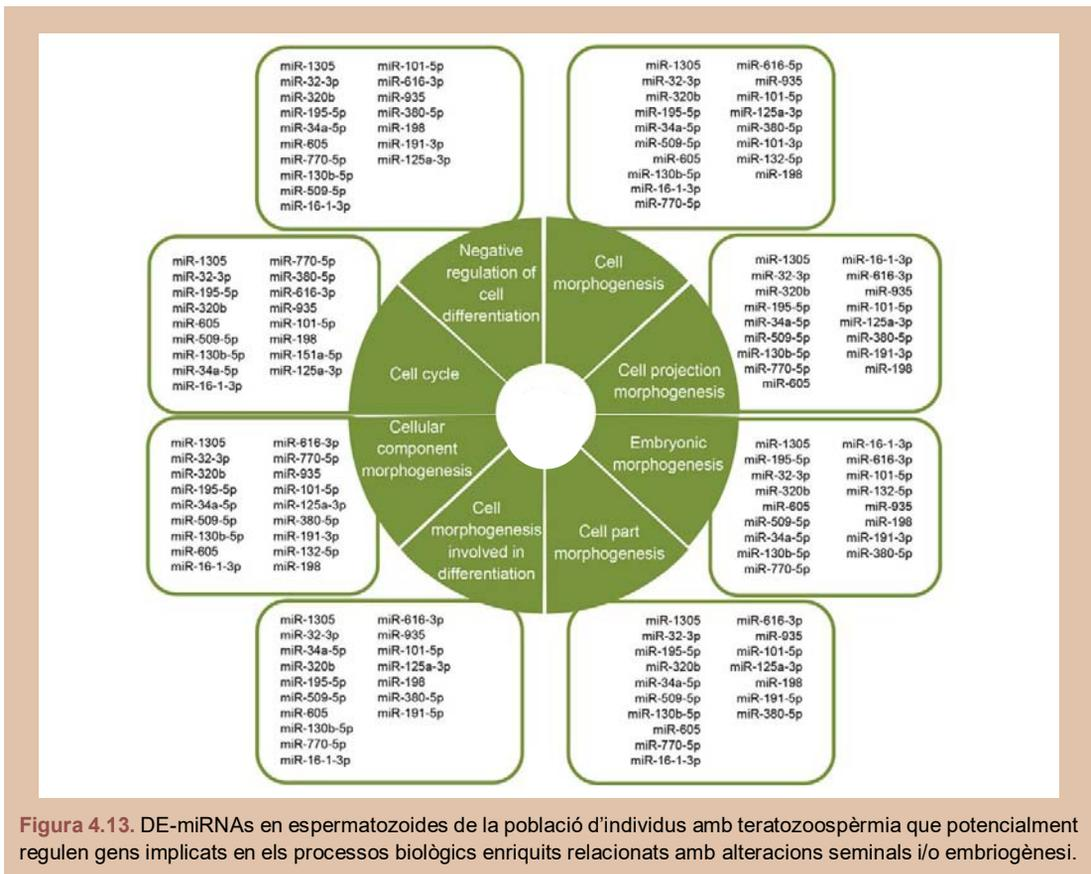 miR-1305
miR-32-3p
miR-320b
miR-195-5p
miR-34a-5p
miR-605
miR-770-5p
miR-130b-5p
miR-509-5p
miR-16-1-3p
miR-101-5p
miR-616-3p
miR-935
miR-380-5p
miR-198
miR-191-3p
miR-125a-3p
miR-1305
miR-32-3p
miR-320b
miR-195-5p
miR-34a-5p
miR-509-5p
miR-605
miR-130b-5p
miR-16-1-3p
miR-770-5p
miR-616-5p
miR-935
miR-101-5p
miR-125a-3p
miR-380-5p
miR-101-3p
miR-132-5p
miR-198
miR-1305
miR-32-3p
miR-195-5p
miR-320b
miR-605
miR-509-5p
miR-130b-5p
miR-34a-5p
miR-16-1-3p
miR-770-5p
miR-380-5p
miR-616-3p
miR-935
miR-101-5p
miR-198
miR-151a-5p
miR-125a-3p
Negative
regulation of
cell
differentiation
Cell
morphogenesis
Cell cycle
Cell projection
morphogenesis
miR-1305
miR-32-3p
miR-320b
miR-195-5p
miR-34a-5p
miR-509-5p
miR-130b-5p
miR-770-5p
miR-605
miR-16-1-3p
miR-616-3p
miR-935
miR-101-5p
miR-125a-3p
miR-380-5p
miR-191-3p
miR-198
miR-1305
miR-32-3p
miR-320b
miR-195-5p
miR-34a-5p
miR-509-5p
miR-130b-5p
miR-605
miR-16-1-3p
miR-616-3p
miR-770-5p
miR-935
miR-101-5p
miR-125a-3p
miR-380-5p
miR-191-3p
miR-132-5p
miR-198
Cellular
component
morphogenesis
Embryonic
morphogenesis
Cell
morphogenesis
involved in
differentiation
Cell part
morphogenesis
miR-1305
miR-195-5p
miR-32-3p
miR-320b
miR-605
miR-509-5p
miR-34a-5p
miR-130b-5p
miR-770-5p
miR-16-1-3p
miR-616-3p
miR-101-5p
miR-132-5p
miR-935
miR-198
miR-191-3p
miR-380-5p
miR-1305
miR-32-3p
miR-34a-5p
miR-320b
miR-195-5p
miR-509-5p
miR-605
miR-130b-5p
miR-770-5p
miR-16-1-3p
miR-616-3p
miR-935
miR-101-5p
miR-125a-3p
miR-198
miR-380-5p
miR-191-5p
miR-1305
miR-32-3p
miR-195-5p
miR-320b
miR-34a-5p
miR-509-5p
miR-130b-5p
miR-605
miR-770-5p
miR-16-1-3p
miR-616-3p
miR-935
miR-101-5p
miR-125a-3p
miR-198
miR-191-5p
miR-380-5p
Figura 4.13. DE-miRNAs en espermatozoides de la població d'individus amb teratozoospèrmia que potencialment
regulen gens implicats en els processos biològics enriquits relacionats amb alteracions seminals i/o embriogènesi.